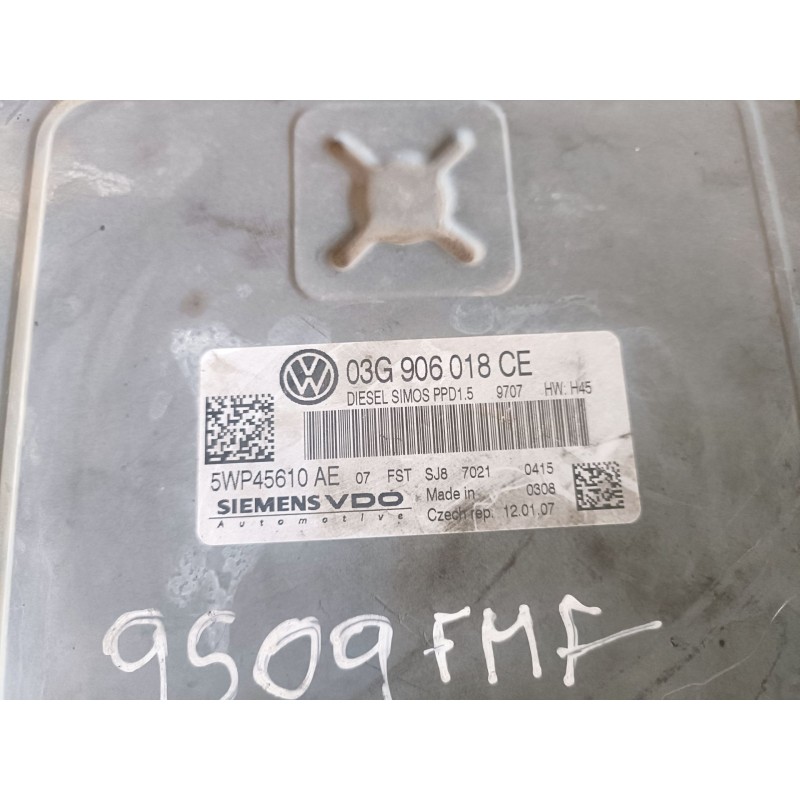 VW 03G 906 018 CE
DIESEL SIMOS PPD1.5 9707 HW: H45
5WP45610 AE 07 FST SJ8 7021 0415
SIEMENS VDO Made in 0308
Automotive Czech rep. 12.01.07
9509 FMF